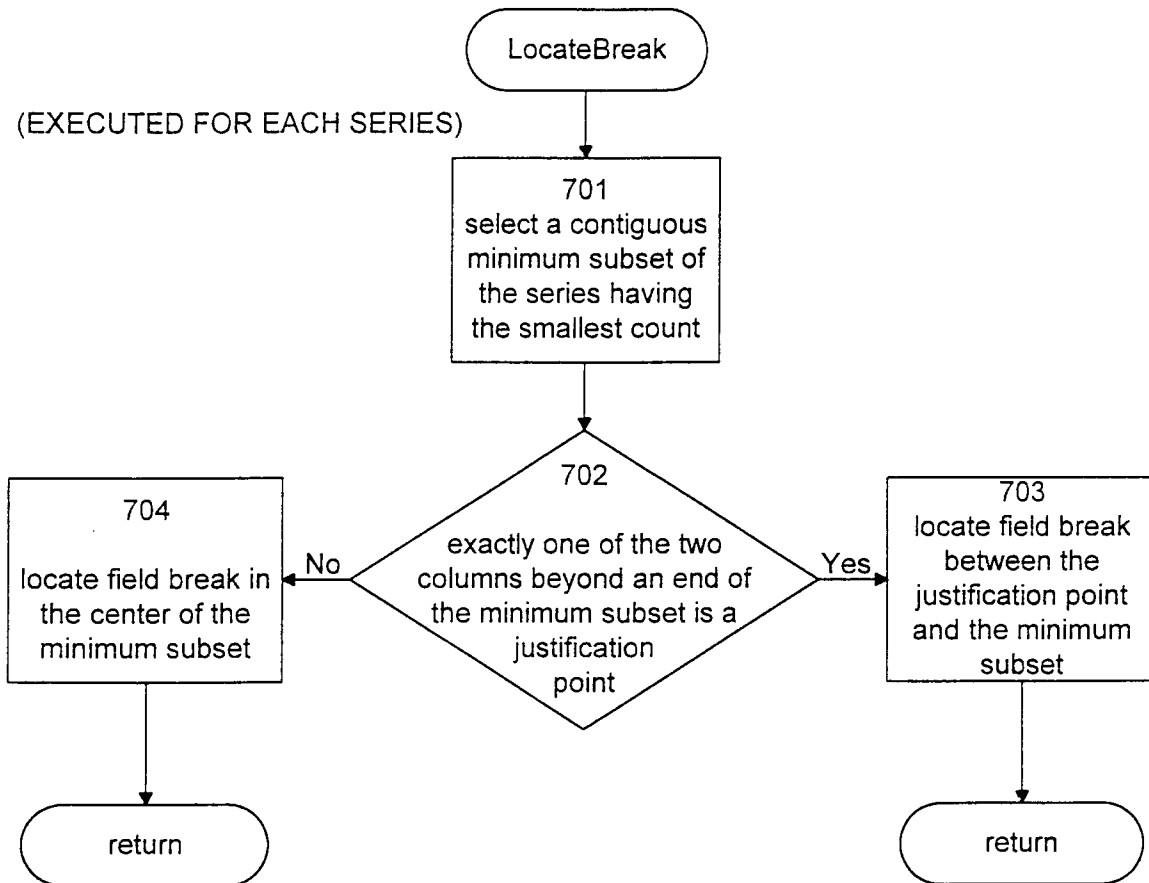 LocateBreak
(EXECUTED FOR EACH SERIES)
701
select a contiguous
minimum subset of
the series having
the smallest count
702
exactly one of the two
columns beyond an end of
the minimum subset is a
justification
point
No
Yes
704
locate field break in
the center of the
minimum subset
703
locate field break
between the
justification point
and the minimum
subset
return
return